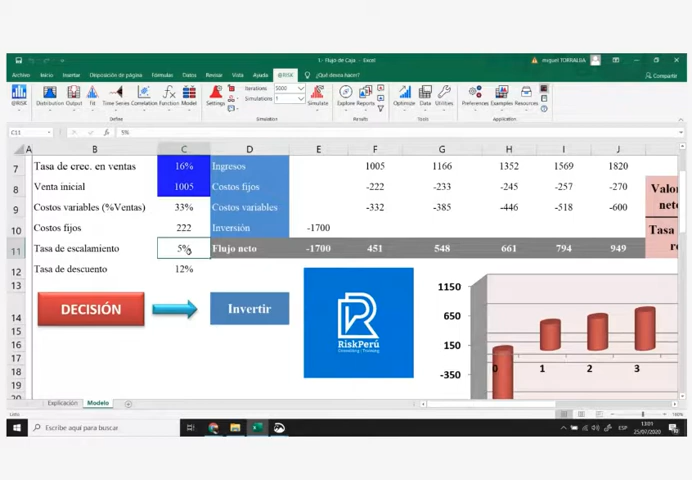 1.- Flujo de Caja - Excel
miguel TORRALBA
Archivo Inicio Insertar Disposición de página Fórmulas Datos Revisar Vista Ayuda @RISK ¿Qué desea hacer? Compartir
Iterations 5000
Simulations 1
@RISK Distribution Output Fit Time Series Correlation Function Model Settings Simulate Explore Reports Optimize Data Utilities Preferences Examples Resources
Define Simulation Results Tools Application
C11 5%
A B C D E F G H I J
7 Tasa de crec. en ventas 16% Ingresos 1005 1166 1352 1569 1820
8 Venta inicial 1005 Costos fijos -222 -233 -245 -257 -270 Valor
9 Costos variables (%Ventas) 33% Costos variables -332 -385 -446 -518 -600 net
10 Costos fijos 222 Inversión -1700
11 Tasa de escalamiento 5% Flujo neto -1700 451 548 661 794 949 Tasa
12 Tasa de descuento 12%
13
14 DECISIÓN Invertir
15
16
17
18
19
RiskPerú
Consulting | Training
1150
650
150
-350
0 1 2 3
Explicación Modelo
Listo 100%
Escribe aquí para buscar
ESP
13:01
25/07/2020